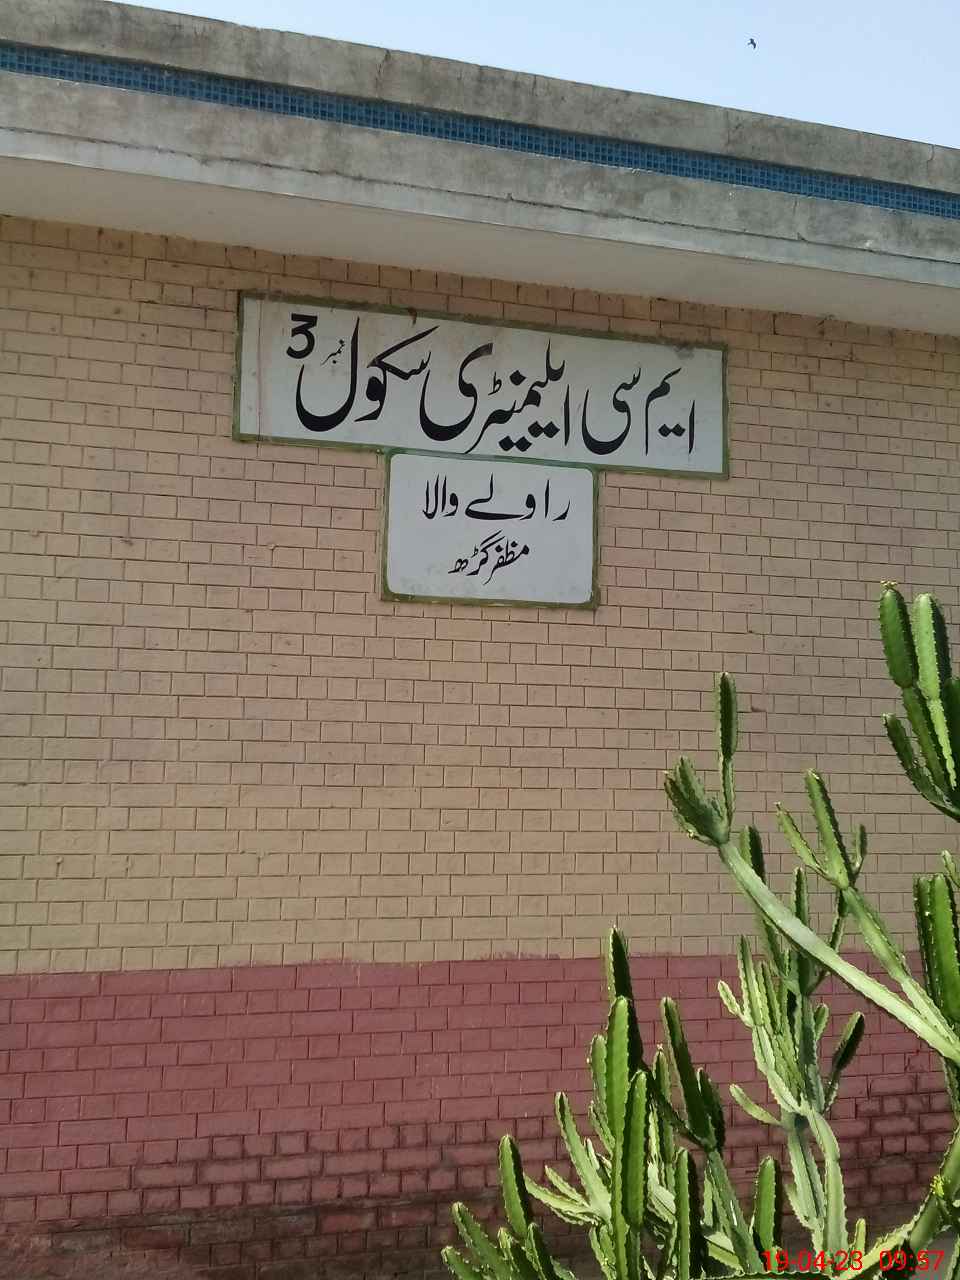 ایم سی ایلیمنٹری سکول نمبر 3
راولے والا
مظفرگڑھ
19-04-23 09:57